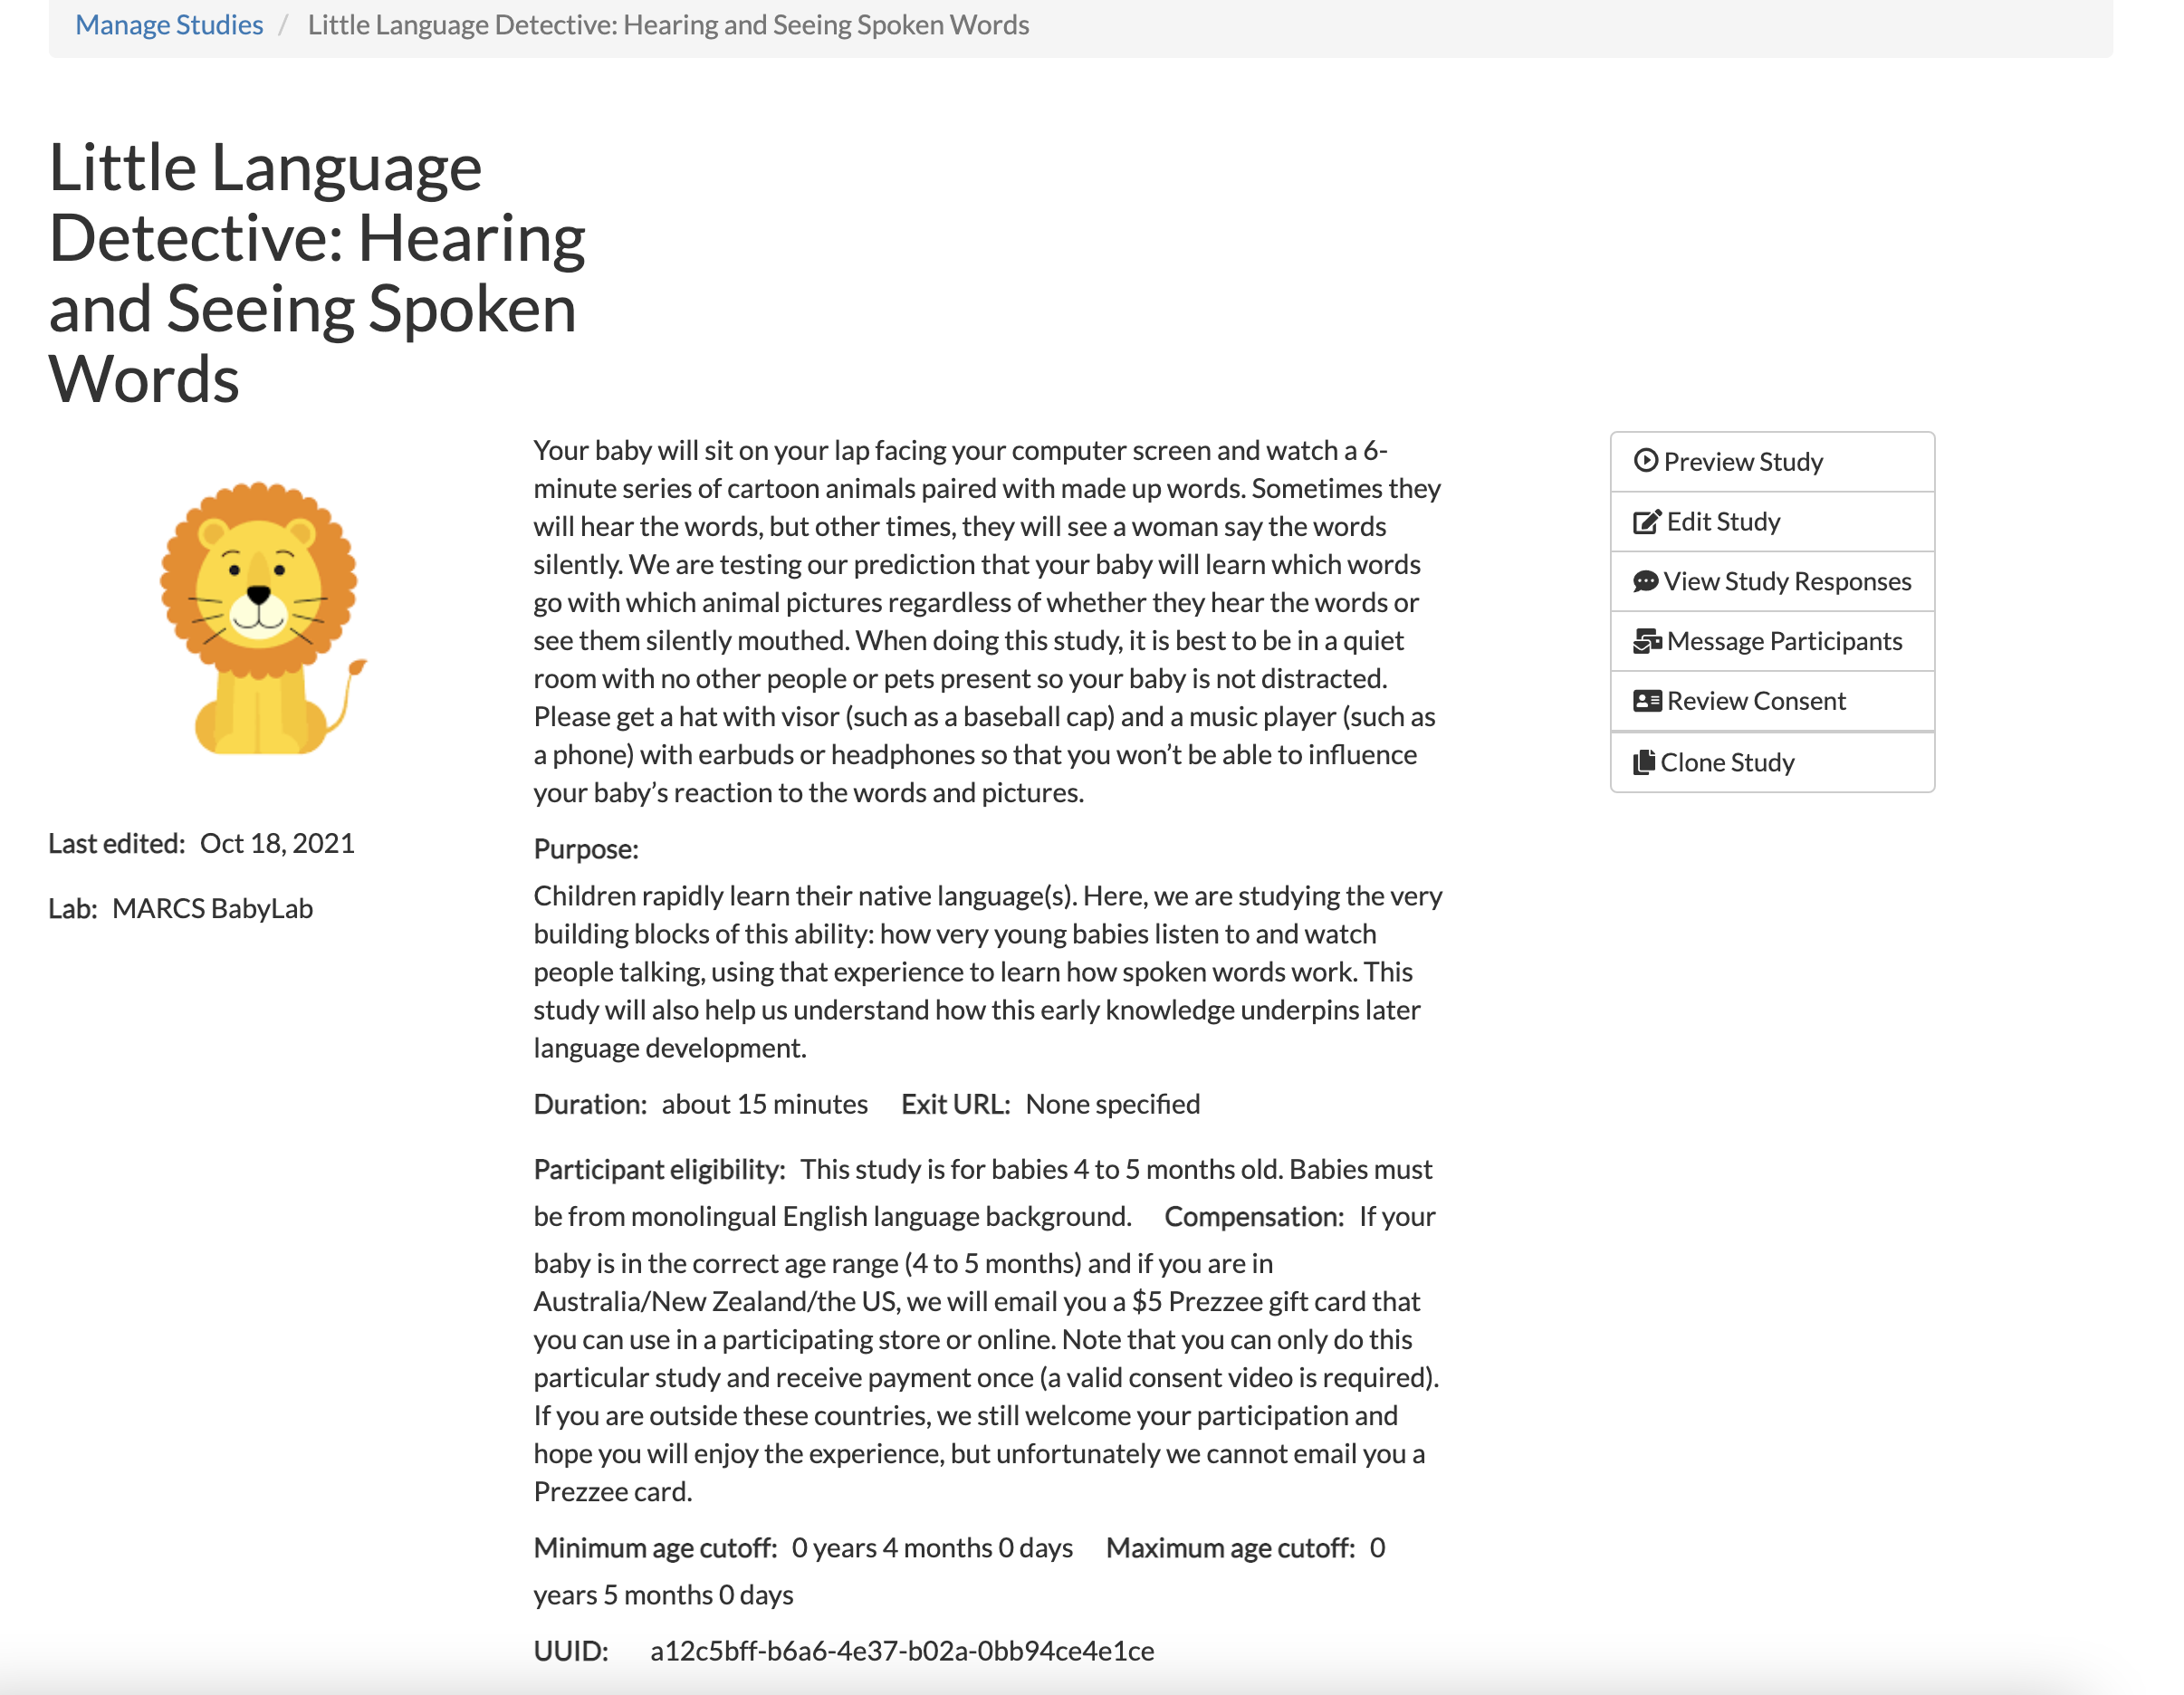 Manage Studies / Little Language Detective: Hearing and Seeing Spoken Words
Little Language
Detective: Hearing
and Seeing Spoken
Words
Last edited: Oct 18, 2021
Lab: MARCS BabyLab
Your baby will sit on your lap facing your computer screen and watch a 6-
minute series of cartoon animals paired with made up words. Sometimes they
will hear the words, but other times, they will see a woman say the words
silently. We are testing our prediction that your baby will learn which words
go with which animal pictures regardless of whether they hear the words or
see them silently mouthed. When doing this study, it is best to be in a quiet
room with no other people or pets present so your baby is not distracted.
Please get a hat with visor (such as a baseball cap) and a music player (such as
a phone) with earbuds or headphones so that you won’t be able to influence
your baby’s reaction to the words and pictures.
Purpose:
Children rapidly learn their native language(s). Here, we are studying the very
building blocks of this ability: how very young babies listen to and watch
people talking, using that experience to learn how spoken words work. This
study will also help us understand how this early knowledge underpins later
language development.
Duration: about 15 minutes Exit URL: None specified
Participant eligibility: This study is for babies 4 to 5 months old. Babies must
be from monolingual English language background. Compensation: If your
baby is in the correct age range (4 to 5 months) and if you are in
Australia/New Zealand/the US, we will email you a $5 Prezzee gift card that
you can use in a participating store or online. Note that you can only do this
particular study and receive payment once (a valid consent video is required).
If you are outside these countries, we still welcome your participation and
hope you will enjoy the experience, but unfortunately we cannot email you a
Prezzee card.
Minimum age cutoff: 0 years 4 months 0 days Maximum age cutoff: 0
years 5 months 0 days
UUID: a12c5bff-b6a6-4e37-b02a-0bb94ce4e1ce
Preview Study
Edit Study
View Study Responses
Message Participants
Review Consent
Clone Study